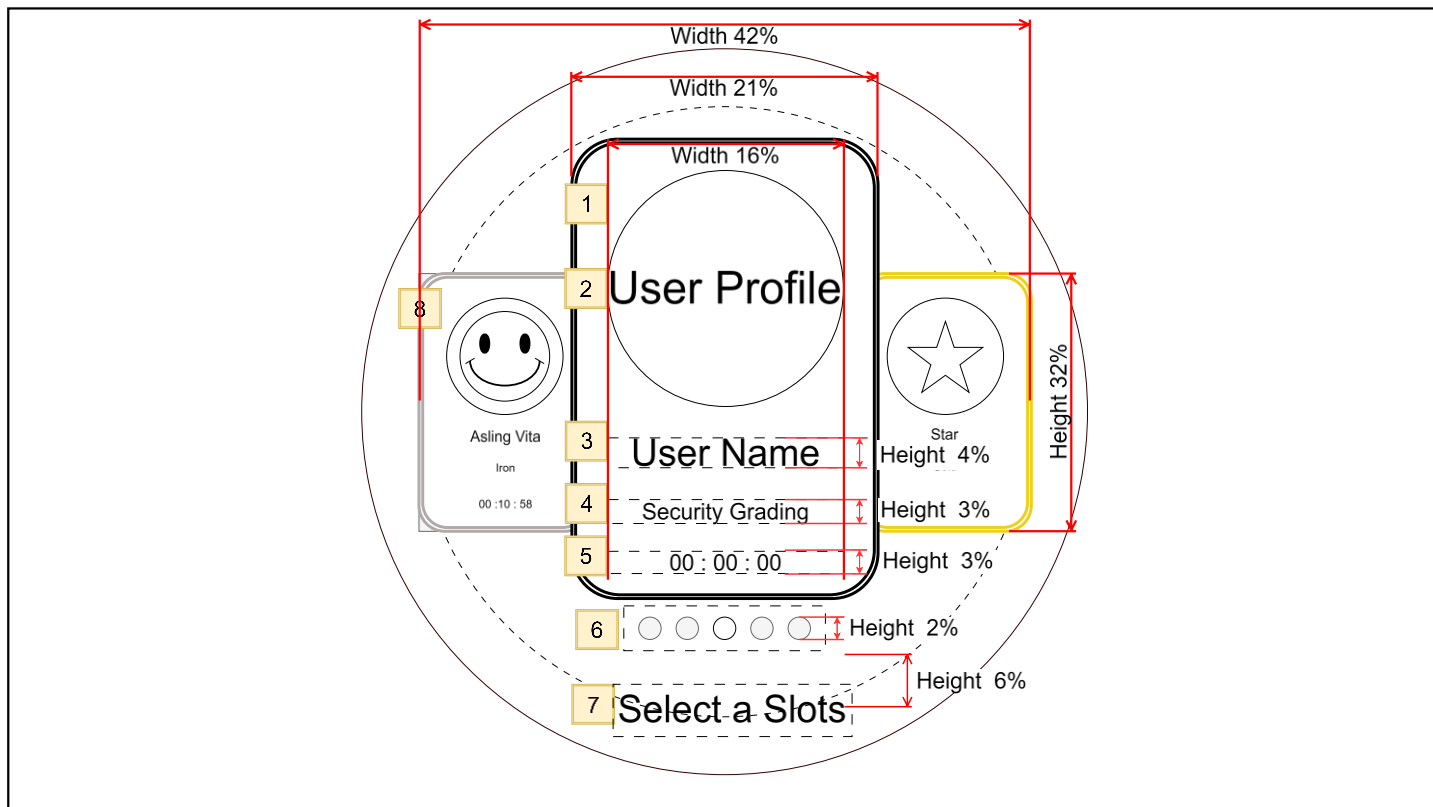 Width 42%
Width 21%
Width 16%
1
2
User Profile
8
Height 32%
3
Asling Vita
User Name
Star
Height 4%
Iron
4
00 :10 : 58
Security Grading
Height 3%
5
00 : 00 : 00
Height 3%
6
Height 2%
Height 6%
7
Select a Slots